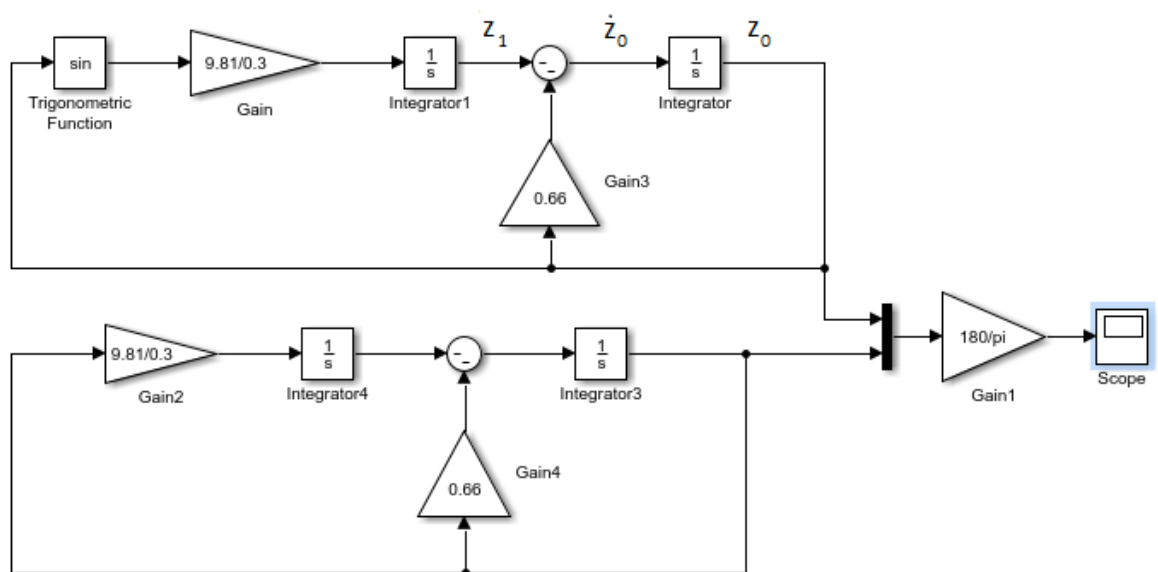 Z1
Ż0
Z0
sin
9.81/0.3
1
s
-
-
1
s
Trigonometric
Function
Gain
Integrator1
Integrator
0.66
Gain3
9.81/0.3
1
s
-
-
1
s
180/pi
Gain2
Integrator4
Integrator3
Gain1
Scope
0.66
Gain4